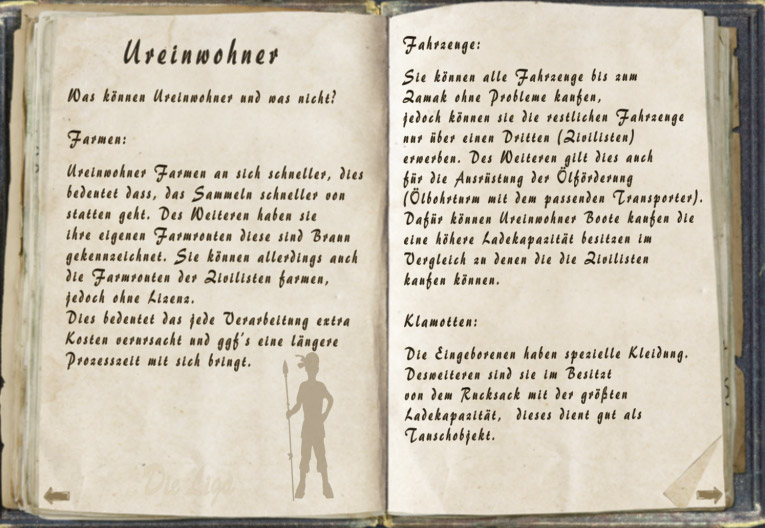 Ureinwohner
Was können Ureinwohner und was nicht?
Farmen:
Ureinwohner Farmen an sich schneller, dies
bedeutet dass, das Sammeln schneller von
statten geht. Des Weiteren haben sie
ihre eigenen Farmrouten diese sind Braun
gekennzeichnet. Sie können allerdings auch
die Farmrouten der Zivilisten farmen,
jedoch ohne Lizenz.
Dies bedeutet das jede Verarbeitung extra
Kosten verursacht und ggf's eine längere
Prozesszeit mit sich bringt.
Die Liga
Fahrzeuge:
Sie können alle Fahrzeuge bis zum
Zamak ohne Probleme kaufen,
jedoch können sie die restlichen Fahrzeuge
nur über einen Dritten (Zivilisten)
erwerben. Des Weiteren gilt dies auch
für die Ausrüstung der Ölförderung
(Ölbohrturm mit dem passenden Transporter).
Dafür können Ureinwohner Boote kaufen die
eine höhere Ladekapazität besitzen im
Vergleich zu denen die die Zivilisten
kaufen können.
Klamotten:
Die Eingeborenen haben spezielle Kleidung.
Desweiteren sind sie im Besitzt
von dem Rucksack mit der größten
Ladekapazität, dieses dient gut als
Tauschobjekt.